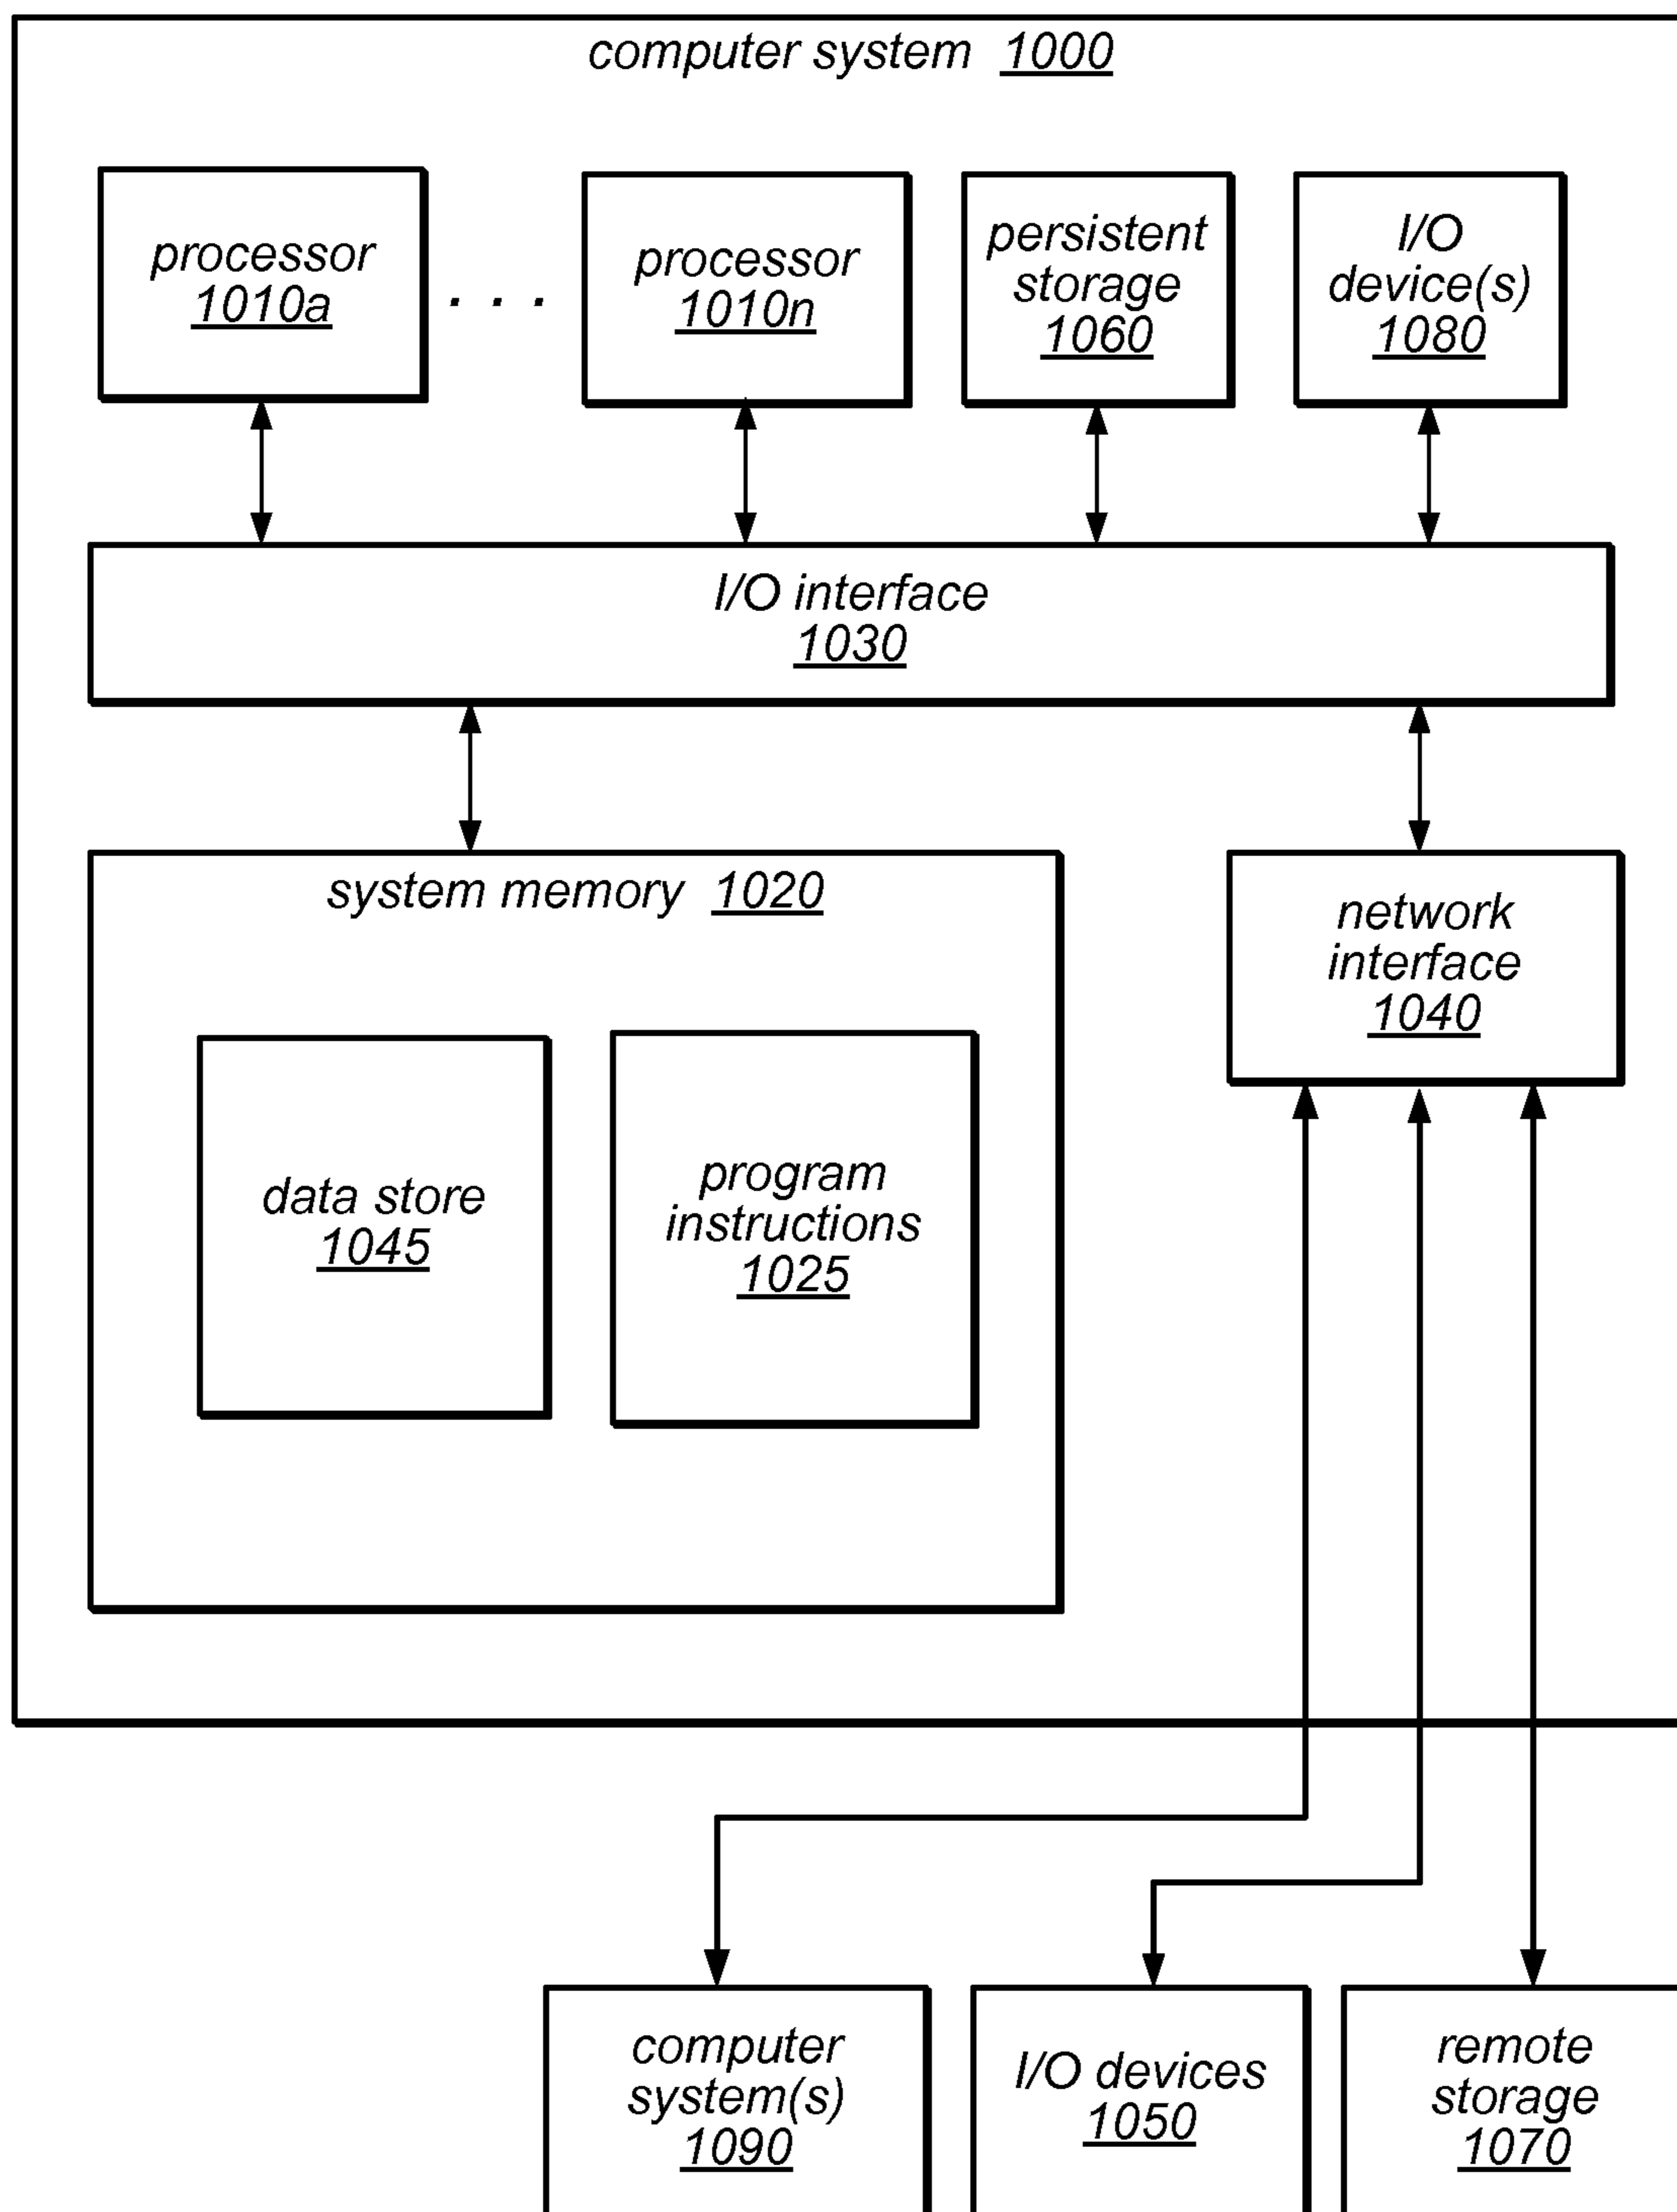 computer system 1000
processor
1010a
. . .
processor
1010n
persistent
storage
1060
I/O
device(s)
1080
I/O interface
1030
system memory 1020
network
interface
1040
data store
1045
program
instructions
1025
computer
system(s)
1090
I/O devices
1050
remote
storage
1070